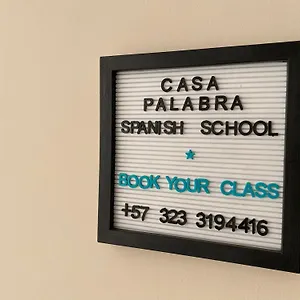 CASA
PALABRA
SPANISH SCHOOL
BOOK YOUR CLASS
+57 323 3194416